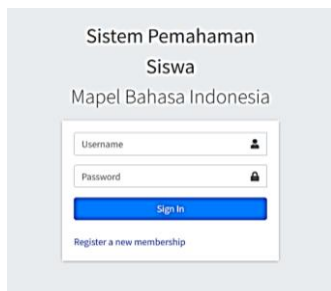 Sistem Pemahaman
Siswa
Mapel Bahasa Indonesia
Username
Password
Sign In
Register a new membership